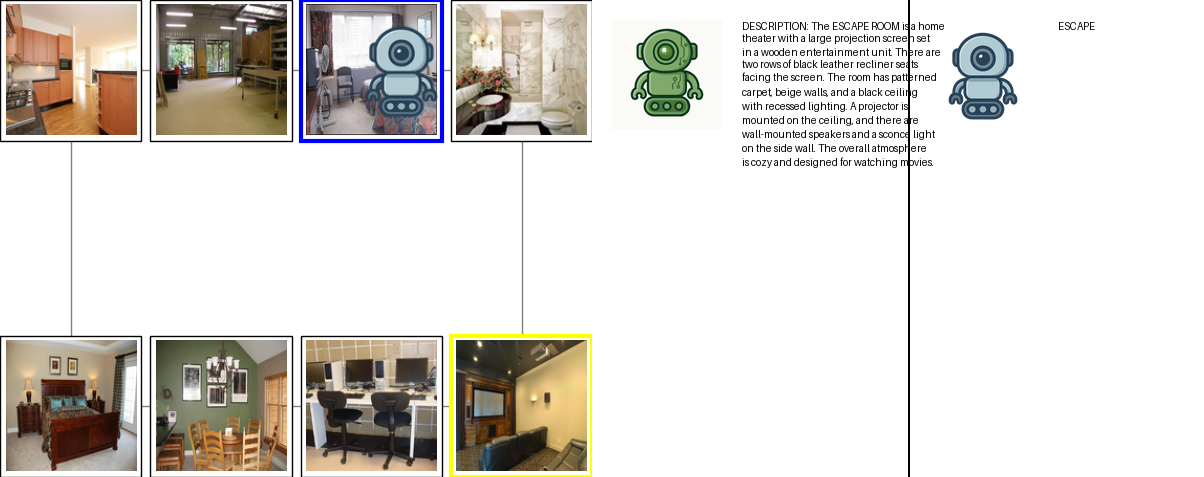 DESCRIPTION: The ESCAPE ROOM is a home
theater with a large projection screen set
in a wooden entertainment unit. There are
two rows of black leather recliner seats
facing the screen. The room has patterned
carpet, beige walls, and a black ceiling
with recessed lighting. A projector is
mounted on the ceiling, and there are
wall-mounted speakers and a sconce light
on the side wall. The overall atmosphere
is cozy and designed for watching movies.
ESCAPE